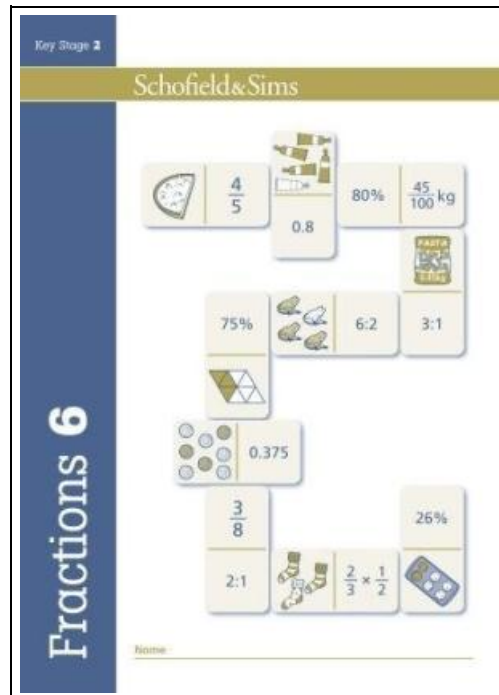 Key Stage 2
Schofield&Sims
4/5
0.8
80%
45/100 kg
PASTA
75%
6:2
3:1
0.375
3/8
2:1
2/3 × 1/2
26%
Fractions 6
Name